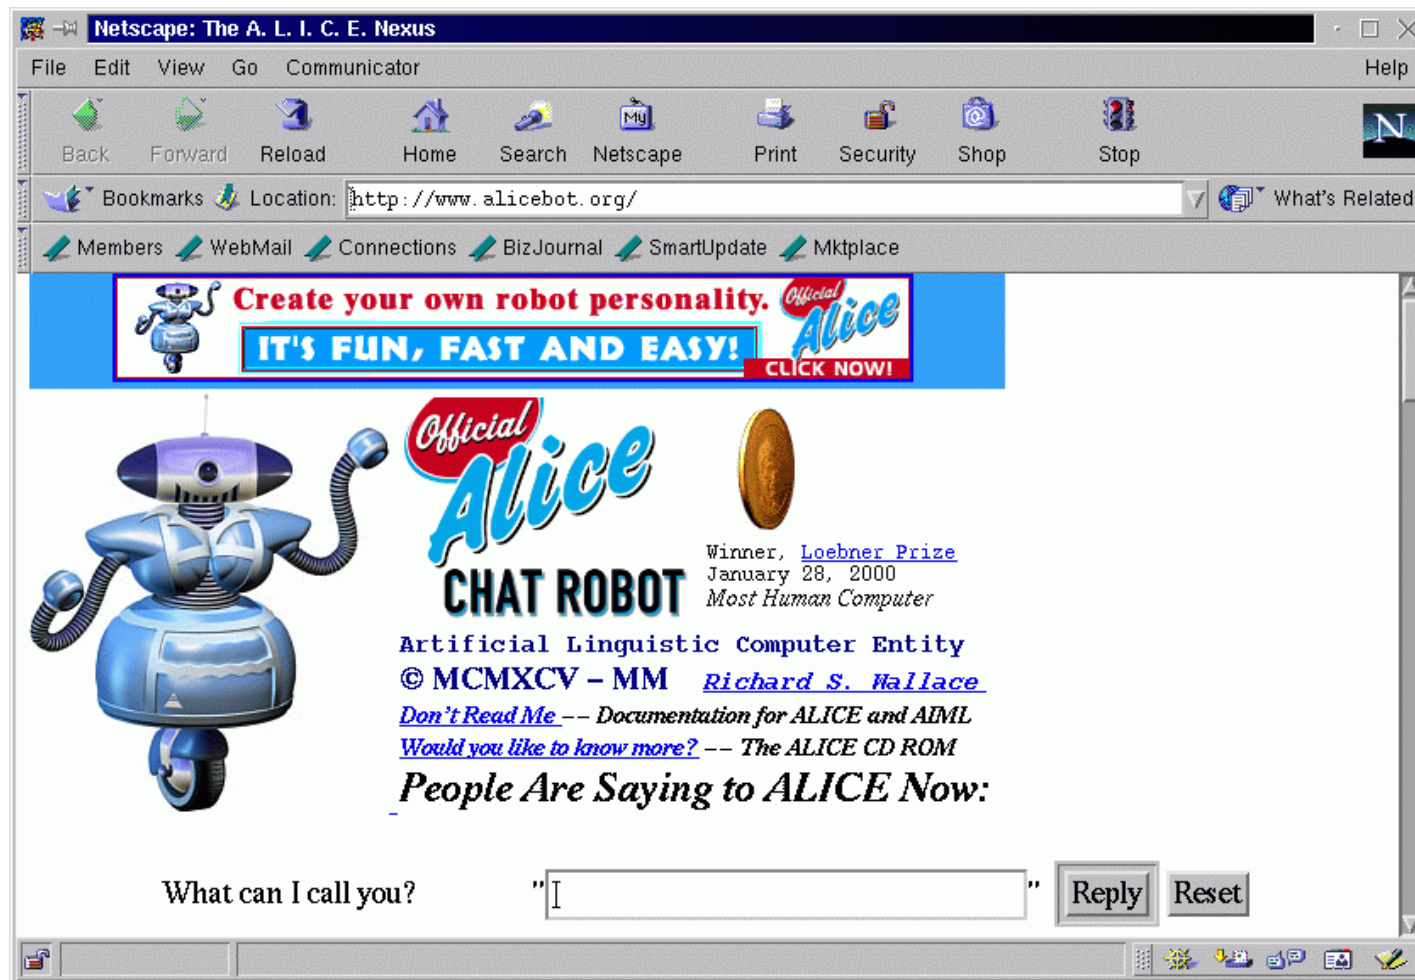 Netscape: The A. L. I. C. E. Nexus
File Edit View Go Communicator Help
My
N
Back Forward Reload Home Search Netscape Print Security Shop Stop
Bookmarks Location: http://www.alicebot.org/ What's Related
Members WebMail Connections BizJournal SmartUpdate Mktplace
Create your own robot personality.
IT'S FUN, FAST AND EASY!
Official
Alice
CLICK NOW!
Official
Alice
CHAT ROBOT
Winner, Loebner Prize
January 28, 2000
Most Human Computer
Artificial Linguistic Computer Entity
© MCMXCV – MM Richard S. Wallace
Don't Read Me –– Documentation for ALICE and AIML
Would you like to know more? –– The ALICE CD ROM
People Are Saying to ALICE Now:
What can I call you? " " Reply Reset